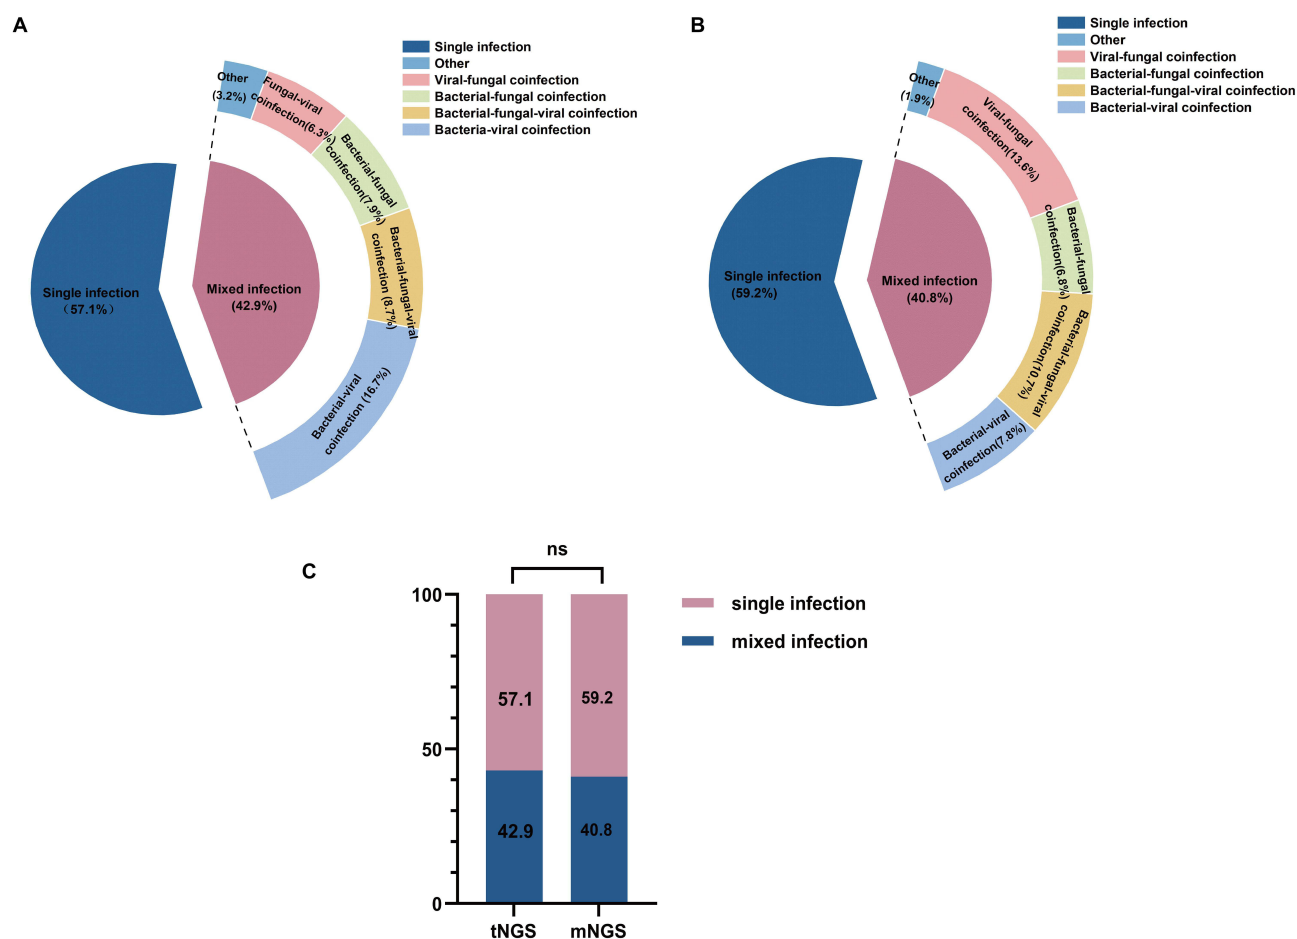 A
Single infection
Other
Viral-fungal coinfection
Bacterial-fungal coinfection
Bacterial-fungal-viral coinfection
Bacteria-viral coinfection
Other
(3.2%)
Fungal-viral
coinfection(6.3%)
Bacterial-fungal
coinfection(7.9%)
Bacterial-fungal-viral
coinfection (8.7%)
Bacterial-viral
coinfection (16.7%)
Single infection
（57.1%）
Mixed infection
(42.9%)
B
Single infection
Other
Viral-fungal coinfection
Bacterial-fungal coinfection
Bacterial-fungal-viral coinfection
Bacterial-viral coinfection
Other
(1.9%)
Viral-fungal
coinfection(13.6%)
Bacterial-fungal
coinfection(6.8%)
Bacterial-fungal-viral
coinfection(10.7%)
Bacterial-viral
coinfection(7.8%)
Single infection
(59.2%)
Mixed infection
(40.8%)
C
ns
100
50
0
57.1
59.2
42.9
40.8
tNGS
mNGS
single infection
mixed infection